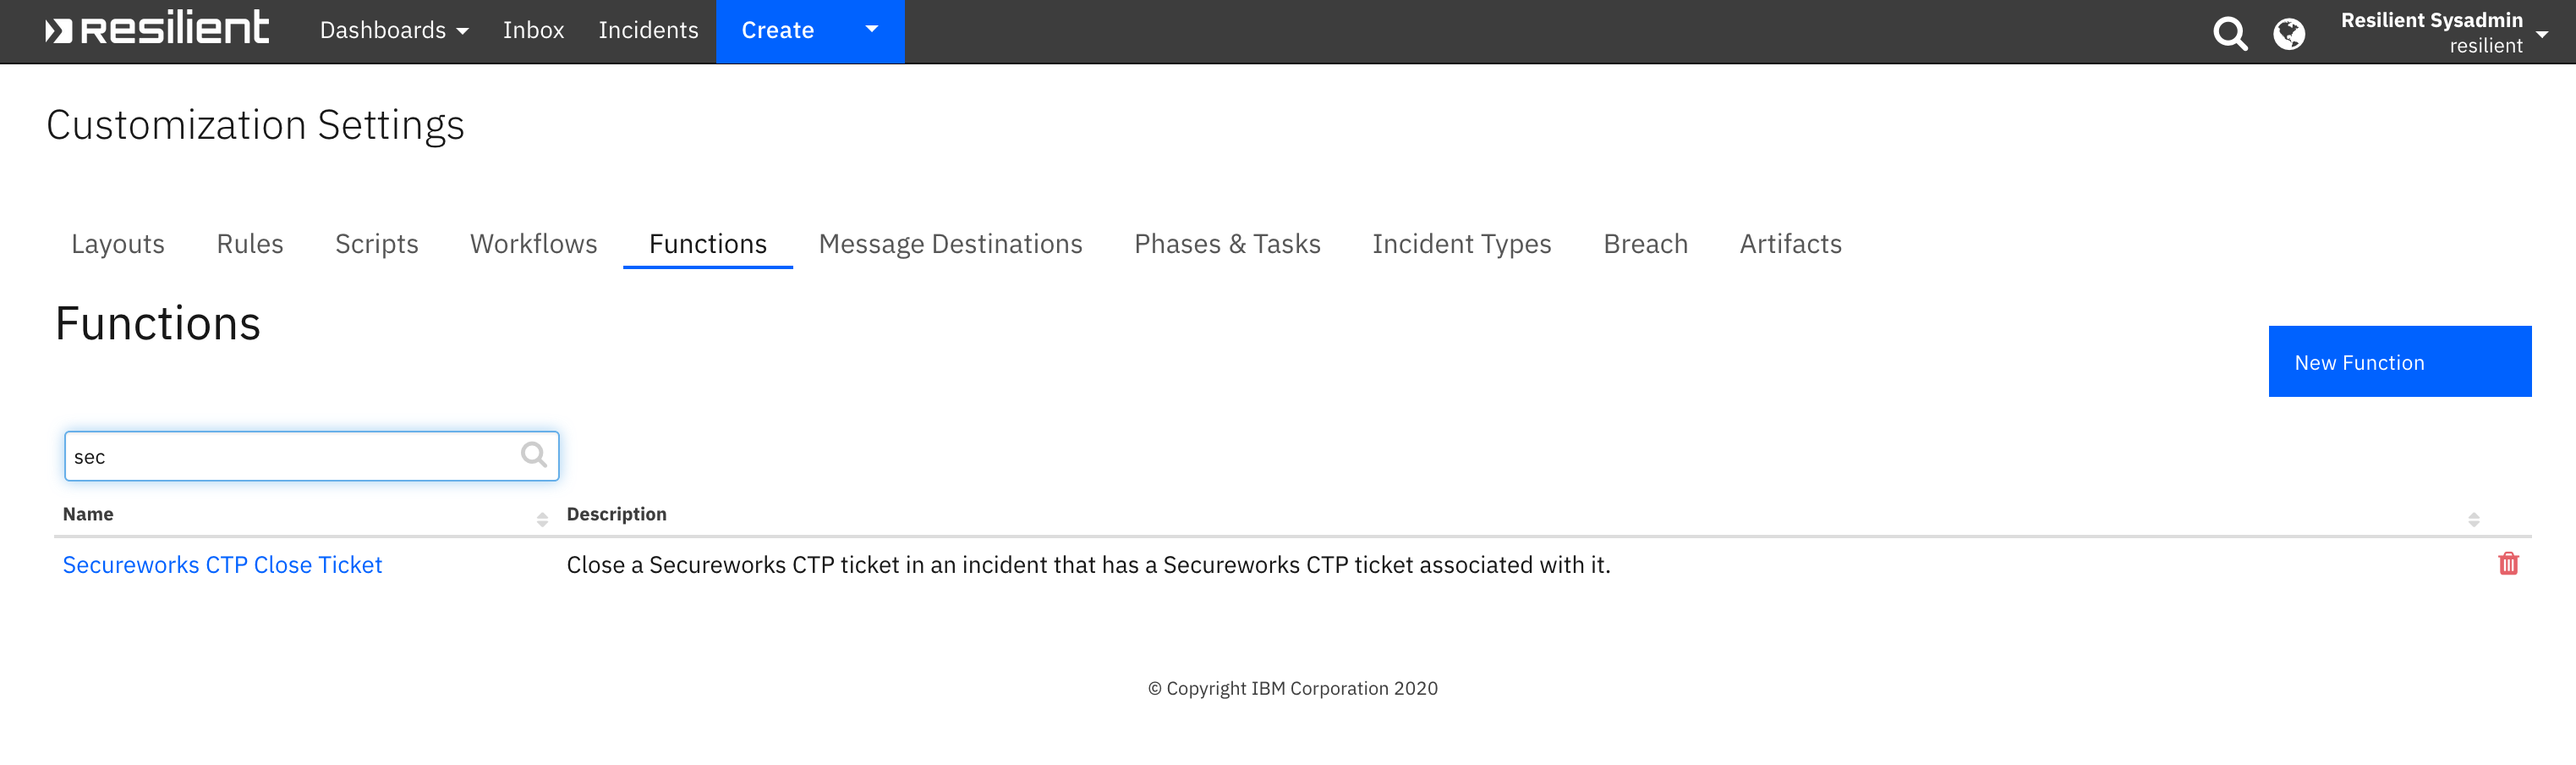 resilient Dashboards Inbox Incidents Create Resilient Sysadmin
resilient
Customization Settings
Layouts Rules Scripts Workflows Functions Message Destinations Phases & Tasks Incident Types Breach Artifacts
Functions
New Function
sec
Name Description
Secureworks CTP Close Ticket Close a Secureworks CTP ticket in an incident that has a Secureworks CTP ticket associated with it.
© Copyright IBM Corporation 2020